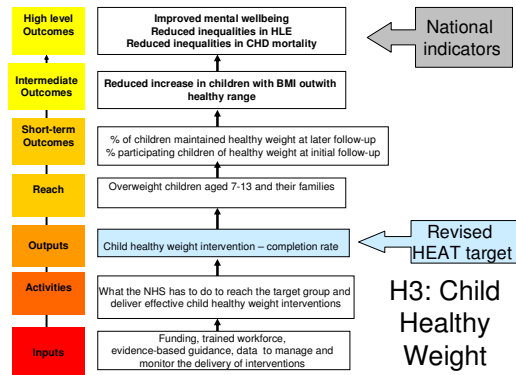 High level
Outcomes
Improved mental wellbeing
Reduced inequalities in HLE
Reduced inequalities in CHD mortality
National
indicators
Intermediate
Outcomes
Reduced increase in children with BMI outwith
healthy range
Short-term
Outcomes
% of children maintained healthy weight at later follow-up
% participating children of healthy weight at initial follow-up
Reach
Overweight children aged 7-13 and their families
Outputs
Child healthy weight intervention – completion rate
Revised
HEAT target
Activities
What the NHS has to do to reach the target group and
deliver effective child healthy weight interventions
H3: Child
Healthy
Weight
Inputs
Funding, trained workforce,
evidence-based guidance, data to manage and
monitor the delivery of interventions